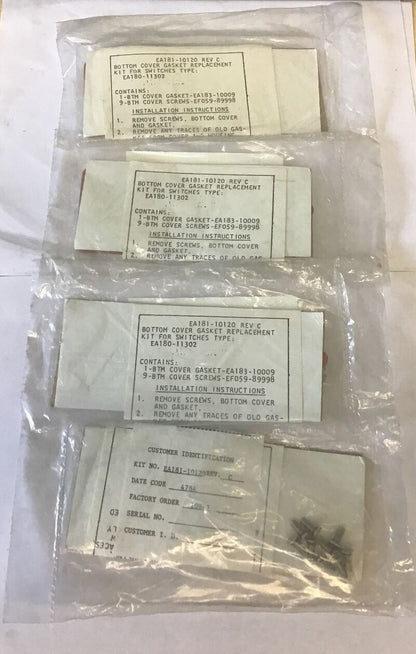 EA181-10120 REV C
BOTTOM COVER GASKET REPLACEMENT
KIT FOR SWITCHES TYPE:
EA180-11302
CONTAINS:
1-BTM COVER GASKET-EA183-10009
9-BTM COVER SCREWS-EF059-89998
INSTALLATION INSTRUCTIONS
1. REMOVE SCREWS, BOTTOM COVER
AND GASKET.
2. REMOVE ANY TRACES OF OLD GAS-
EA181-10120 REV C
BOTTOM COVER GASKET REPLACEMENT
KIT FOR SWITCHES TYPE:
EA180-11302
CONTAINS:
1-BTM COVER GASKET-EA183-10009
9-BTM COVER SCREWS-EF059-89998
INSTALLATION INSTRUCTIONS
1. REMOVE SCREWS, BOTTOM COVER
AND GASKET.
2. REMOVE ANY TRACES OF OLD GAS-
EA181-10120 REV C
BOTTOM COVER GASKET REPLACEMENT
KIT FOR SWITCHES TYPE:
EA180-11302
CONTAINS:
1-BTM COVER GASKET-EA183-10009
9-BTM COVER SCREWS-EF059-89998
INSTALLATION INSTRUCTIONS
1. REMOVE SCREWS, BOTTOM COVER
AND GASKET.
2. REMOVE ANY TRACES OF OLD GAS-
CUSTOMER IDENTIFICATION
KIT NO. EA181-10120REV. C
DATE CODE 4786
FACTORY ORDER
SERIAL NO.
CUSTOMER I. D.